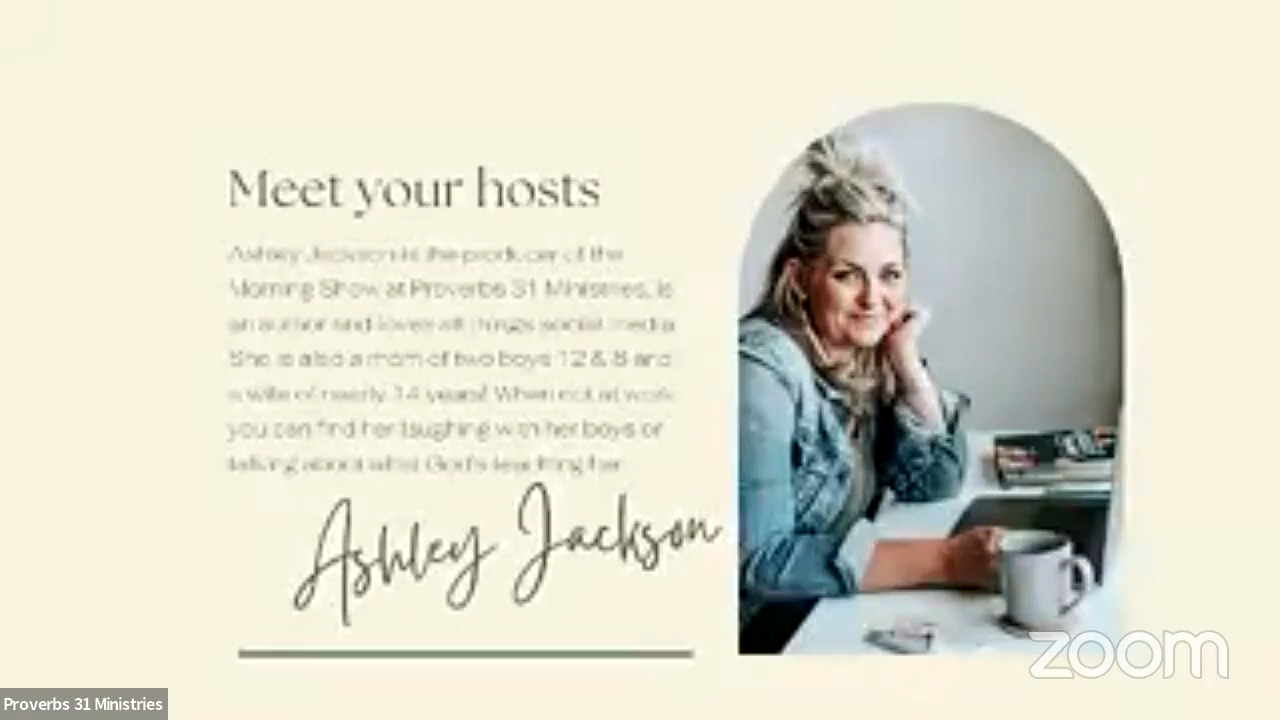 Meet your hosts
Ashley Jackson is the producer of the
Morning Show at Proverbs 31 Ministries, is
an author and loves all things social media
She is also a mom of two boys 12 & 8 and
a wife of nearly 14 years! When not at work
you can find her laughing with her boys or
talking about what God's teaching her
Ashley Jackson
zoom
Proverbs 31 Ministries